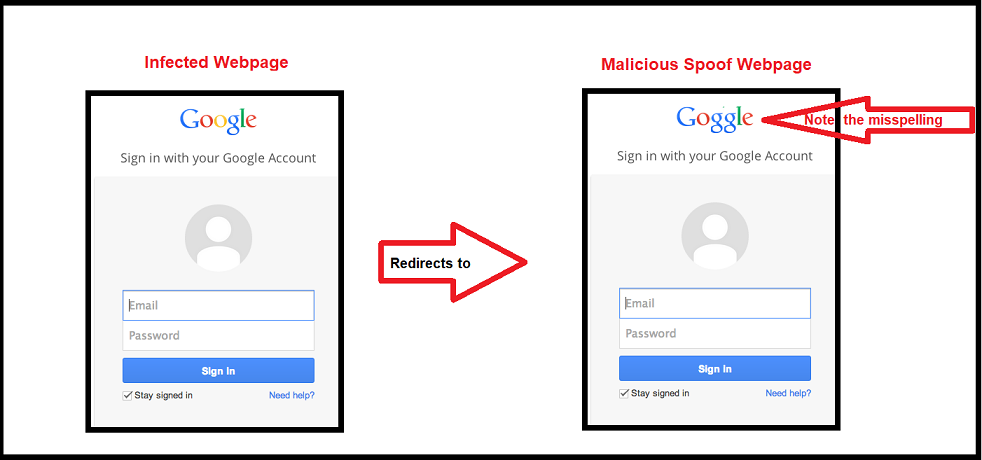 Infected Webpage
Google
Sign in with your Google Account
Email
Password
Sign in
Stay signed in
Need help?
Redirects to
Malicious Spoof Webpage
Goggle
Note the misspelling
Sign in with your Google Account
Email
Password
Sign in
Stay signed in
Need help?